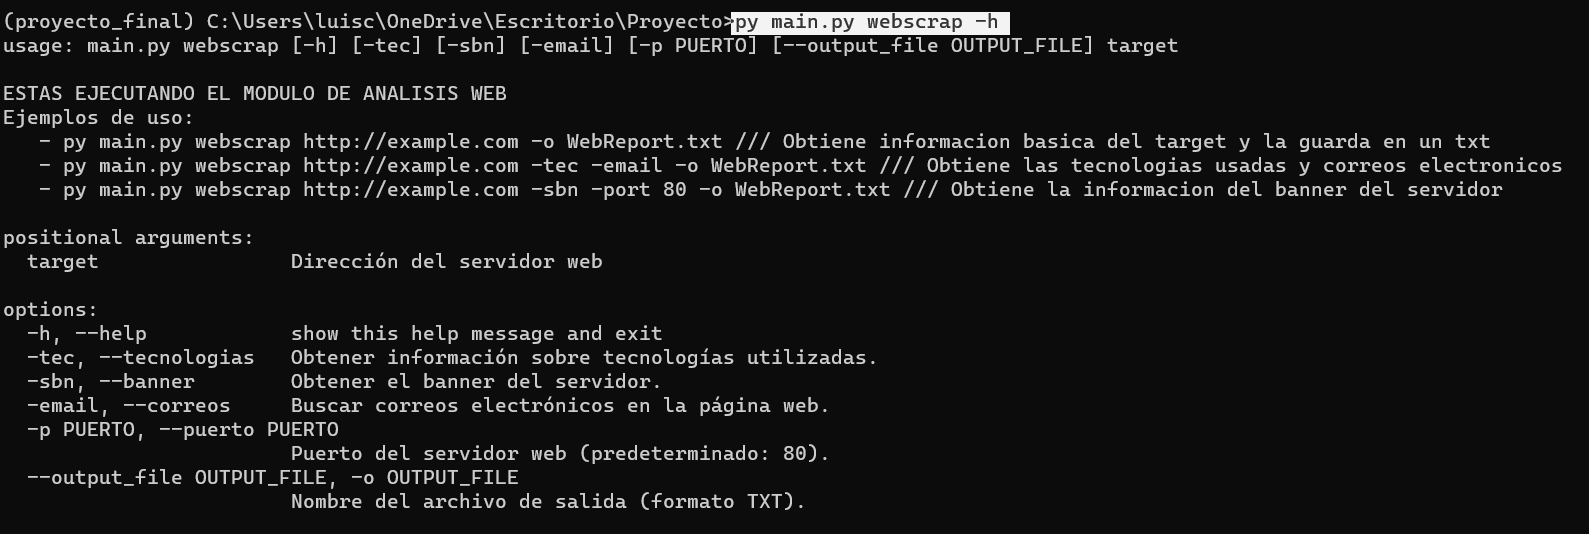 (proyecto_final) C:\Users\luisc\OneDrive\Escritorio\Proyecto>py main.py webscrap -h
usage: main.py webscrap [-h] [-tec] [-sbn] [-email] [-p PUERTO] [--output_file OUTPUT_FILE] target

ESTAS EJECUTANDO EL MODULO DE ANALISIS WEB
Ejemplos de uso:
   - py main.py webscrap http://example.com -o WebReport.txt /// Obtiene informacion basica del target y la guarda en un txt
   - py main.py webscrap http://example.com -tec -email -o WebReport.txt /// Obtiene las tecnologias usadas y correos electronicos
   - py main.py webscrap http://example.com -sbn -port 80 -o WebReport.txt /// Obtiene la informacion del banner del servidor

positional arguments:
  target                Dirección del servidor web

options:
  -h, --help            show this help message and exit
  -tec, --tecnologias   Obtener información sobre tecnologías utilizadas.
  -sbn, --banner        Obtener el banner del servidor.
  -email, --correos     Buscar correos electrónicos en la página web.
  -p PUERTO, --puerto PUERTO
                        Puerto del servidor web (predeterminado: 80).
  --output_file OUTPUT_FILE, -o OUTPUT_FILE
                        Nombre del archivo de salida (formato TXT).